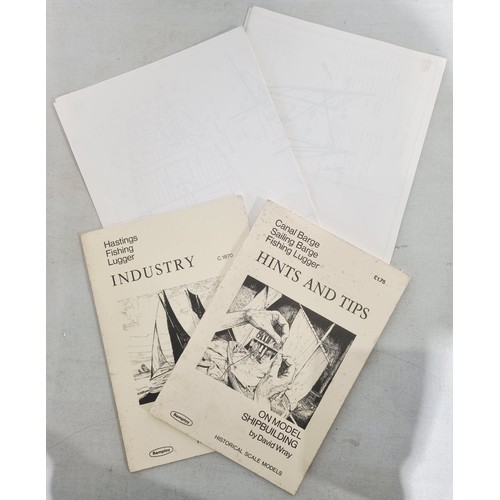 Hastings
Fishing
Lugger
INDUSTRY
C.1870
Canal Barge
Sailing Barge
Fishing Lugger
£1.75
HINTS AND TIPS
ON MODEL
SHIPBUILDING
by David Wray
HISTORICAL SCALE MODELS